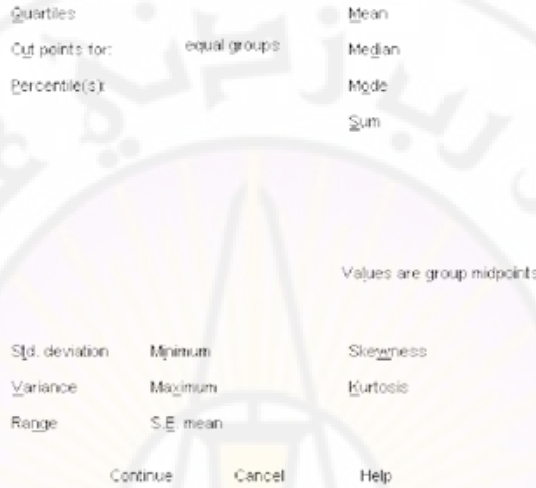 Quartiles
Cut points for: equal groups
Percentile(s):
Mean
Median
Mode
Sum
Values are group midpoints
Std. deviation Minimum
Variance Maximum
Range S.E. mean
Skewness
Kurtosis
Continue Cancel Help